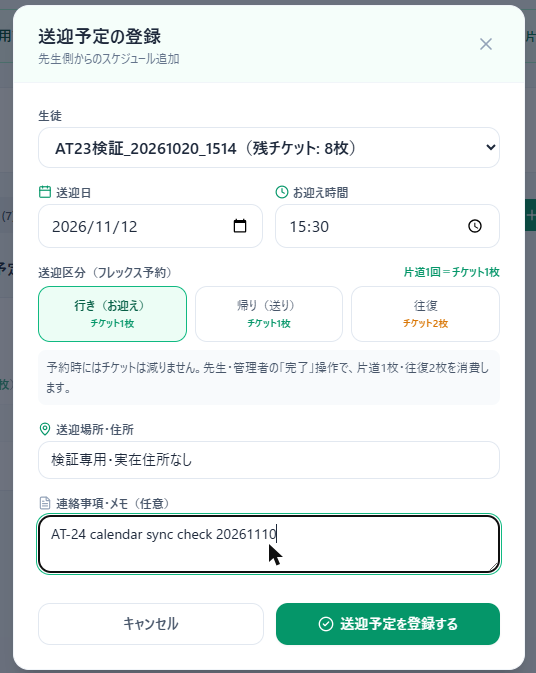 送迎予定の登録
先生側からのスケジュール追加
生徒
AT23検証_20261020_1514（残チケット: 8枚）
送迎日
お迎え時間
2026/11/12
15:30
送迎区分（フレックス予約）
片道1回＝チケット1枚
行き（お迎え）
チケット1枚
帰り（送り）
チケット1枚
往復
チケット2枚
予約時にはチケットは減りません。先生・管理者の「完了」操作で、片道1枚・往復2枚を消費し
ます。
送迎場所・住所
検証専用・実在住所なし
連絡事項・メモ（任意）
AT-24 calendar sync check 20261110
キャンセル
送迎予定を登録する